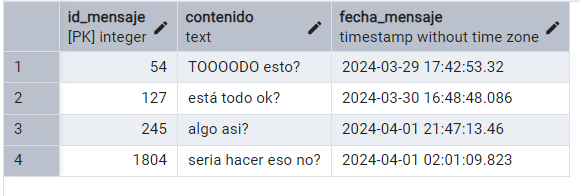 id_mensaje contenido fecha_mensaje
[PK] integer text timestamp without time zone
1 54 TOOOODO esto? 2024-03-29 17:42:53.32
2 127 está todo ok? 2024-03-30 16:48:48.086
3 245 algo asi? 2024-04-01 21:47:13.46
4 1804 seria hacer eso no? 2024-04-01 02:01:09.823